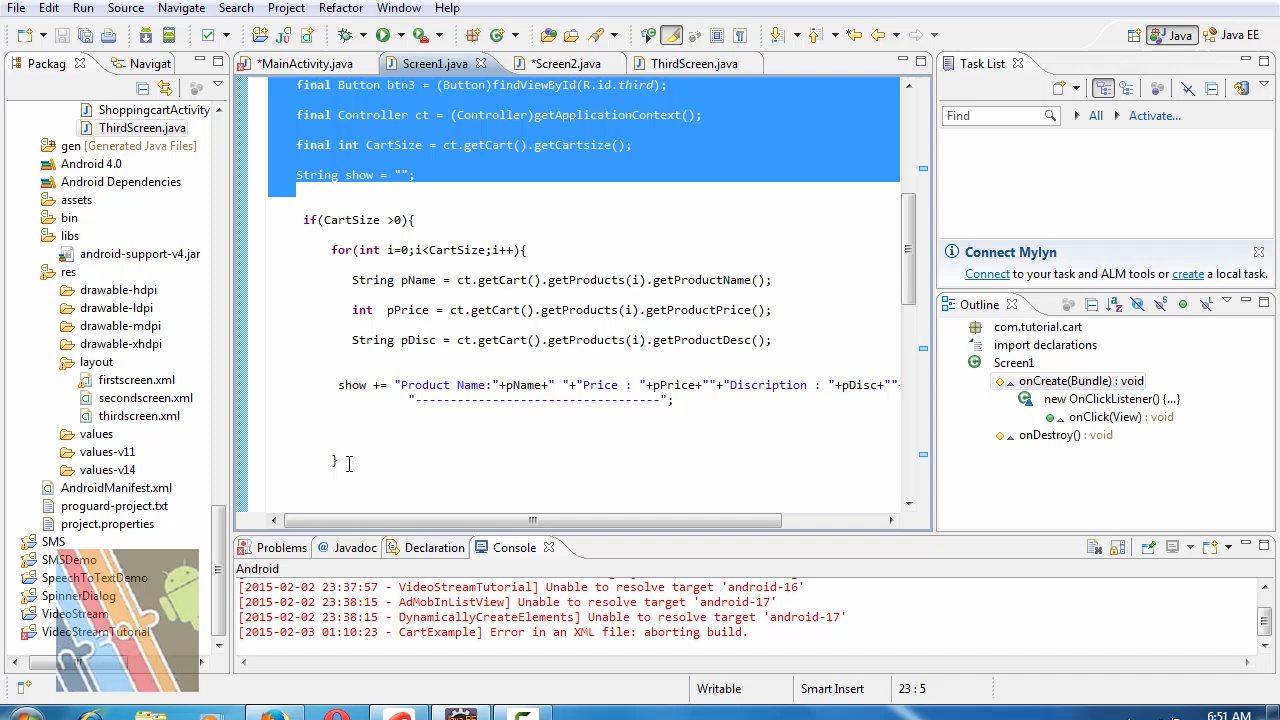 File Edit Run Source Navigate Search Project Refactor Window Help
Java Java EE
Packag Navigat
*MainActivity.java Screen1.java *Screen2.java ThirdScreen.java
Task List
ShoppingcartActivity
ThirdScreen.java
gen [Generated Java Files]
Android 4.0
Android Dependencies
assets
bin
libs
android-support-v4.jar
res
drawable-hdpi
drawable-ldpi
drawable-mdpi
drawable-xhdpi
layout
firstscreen.xml
secondscreen.xml
thirdscreen.xml
values
values-v11
values-v14
AndroidManifest.xml
proguard-project.txt
project.properties
SMS
SMSDemo
SpeechToTextDemo
SpinnerDialog
VideoStream
VideoStreamTutorial
final Button btn3 = (Button)findViewById(R.id.third);
final Controller ct = (Controller)getApplicationContext();
final int CartSize = ct.getCart().getCartsize();
String show = "";
if(CartSize >0){
for(int i=0;i<CartSize;i++){
String pName = ct.getCart().getProducts(i).getProductName();
int pPrice = ct.getCart().getProducts(i).getProductPrice();
String pDisc = ct.getCart().getProducts(i).getProductDesc();
show += "Product Name:"+pName+" "+"Price : "+pPrice+""+"Discription : "+pDisc+""+
"-----------------------------------";
}
Find All Activate...
Connect Mylyn
Connect to your task and ALM tools or create a local task.
Outline
com.tutorial.cart
import declarations
Screen1
onCreate(Bundle) : void
new OnClickListener() {...}
onClick(View) : void
onDestroy() : void
Problems Javadoc Declaration Console
Android
[2015-02-02 23:37:57 - VideoStreamTutorial] Unable to resolve target 'android-16'
[2015-02-02 23:38:15 - AdMobInListView] Unable to resolve target 'android-17'
[2015-02-02 23:38:15 - DynamicallyCreateElements] Unable to resolve target 'android-17'
[2015-02-03 01:10:23 - CartExample] Error in an XML file: aborting build.
Writable Smart Insert 23 : 5
6:51 AM